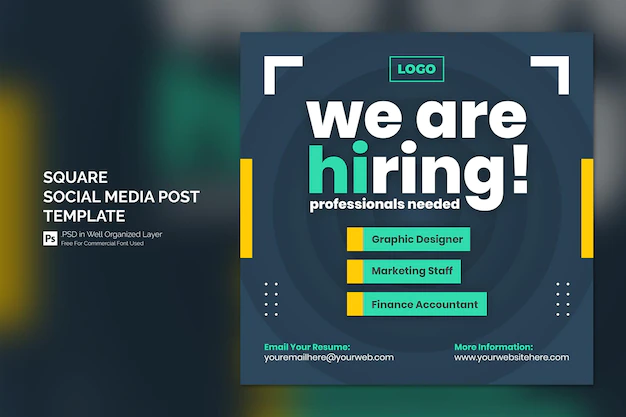 SQUARE
SOCIAL MEDIA POST
TEMPLATE
Ps .PSD in Well Organized Layer
Free For Commercial Font Used
LOGO
we are
hiring!
professionals needed
Graphic Designer
Marketing Staff
Finance Accountant
Email Your Resume:
youremailhere@yourweb.com
More Information:
www.yourwebsitehere.com